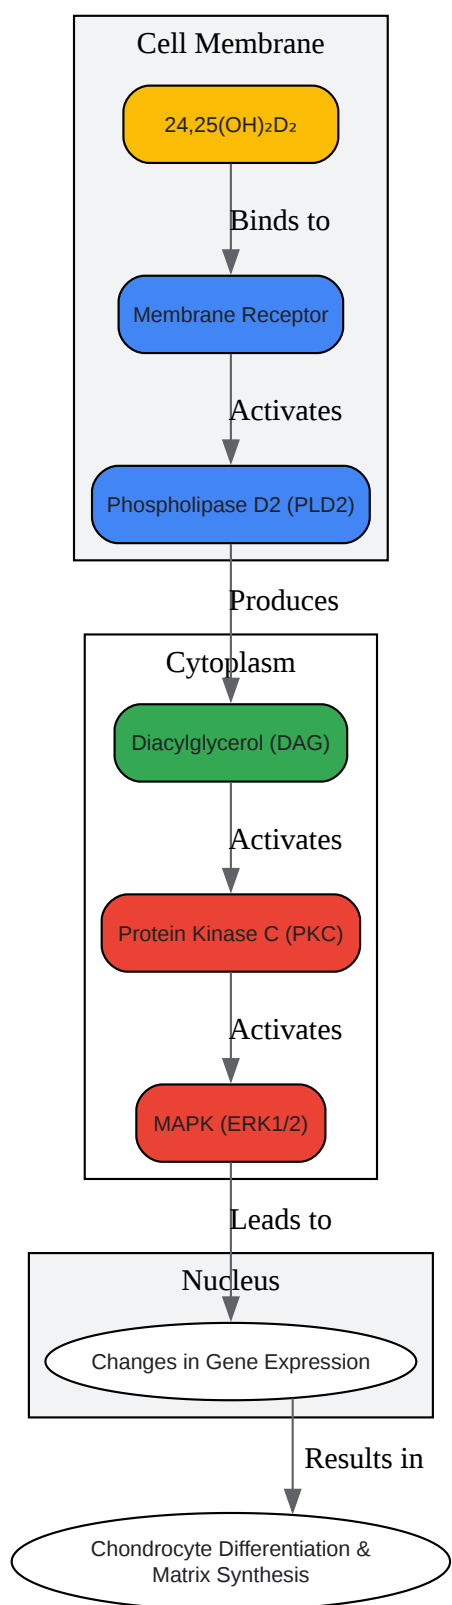 Cell Membrane
24,25(OH)₂D₂
Binds to
Membrane Receptor
Activates
Phospholipase D2 (PLD2)
Produces
Cytoplasm
Diacylglycerol (DAG)
Activates
Protein Kinase C (PKC)
Activates
MAPK (ERK1/2)
Leads to
Nucleus
Changes in Gene Expression
Results in
Chondrocyte Differentiation &
Matrix Synthesis